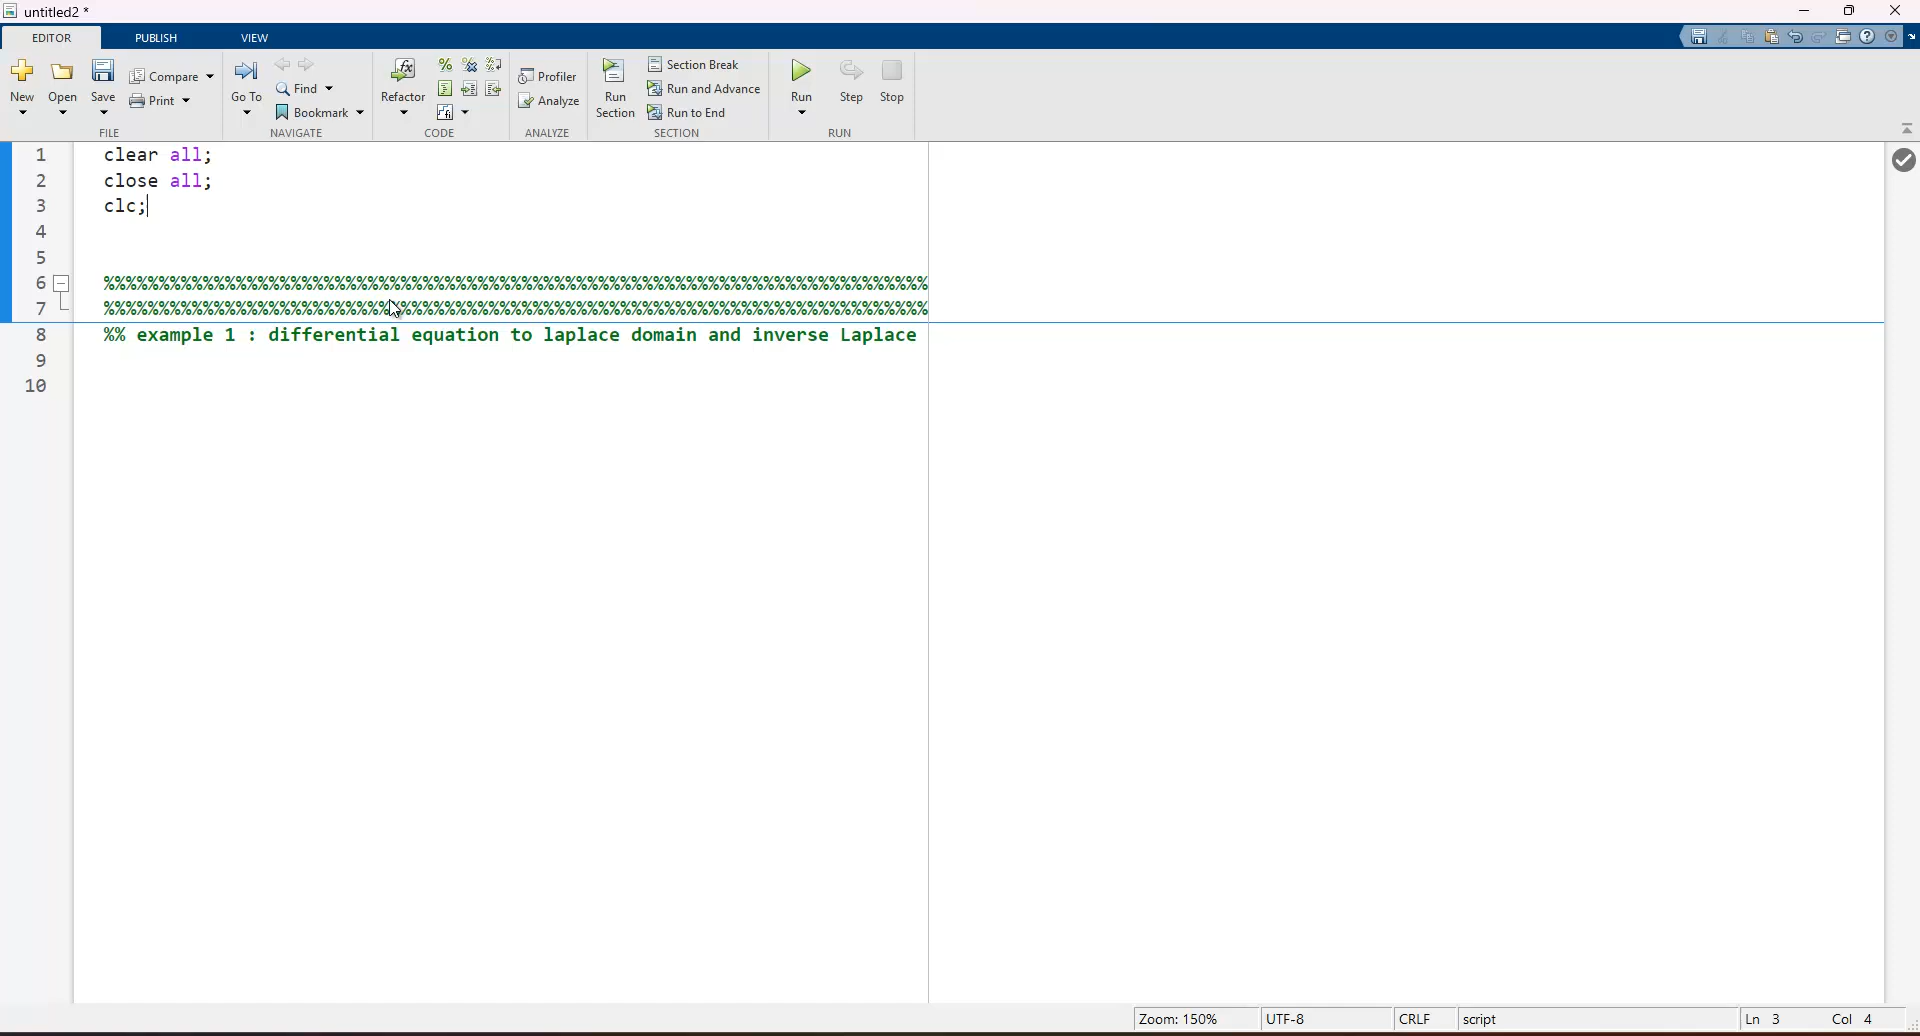 untitled2 *
EDITOR PUBLISH VIEW
New Open Save Compare Print Go To Find Bookmark Refactor Profiler Analyze Run Section Section Break Run and Advance Run to End Run Step Stop
FILE NAVIGATE CODE ANALYZE SECTION RUN
1 clear all;
2 close all;
3 clc;
4
5
6
7
8 %% example 1 : differential equation to laplace domain and inverse Laplace
9
10
Zoom: 150% UTF-8 CRLF script Ln 3 Col 4